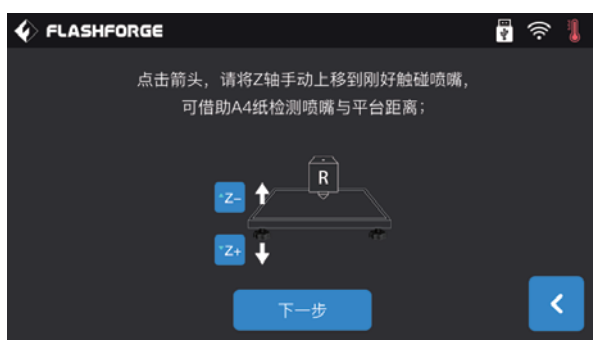 FLASHFORGE
点击箭头，请将Z轴手动上移到刚好触碰喷嘴，
可借助A4纸检测喷嘴与平台距离；
R
Z-
Z+
下一步